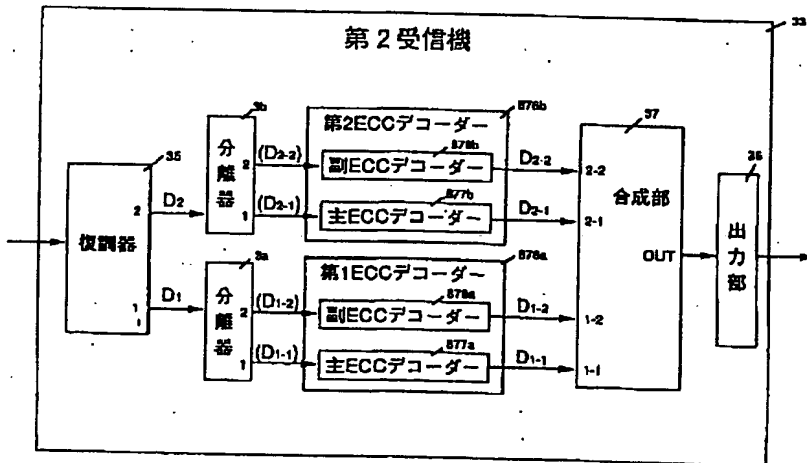 33
第2受信機
876b
3b
第2ECCデコーダー
37
878b
35
分離器
2
(D2-2)
副ECCデコーダー
D2-2
2-2
36
877b
2
D2
1
(D2-1)
主ECCデコーダー
D2-1
2-1
合成部
復調器
出力部
3a
第1ECCデコーダー
876a
OUT
878a
1
D1
分離器
2
(D1-2)
副ECCデコーダー
D1-2
1-2
877a
1
(D1-1)
主ECCデコーダー
D1-1
1-1